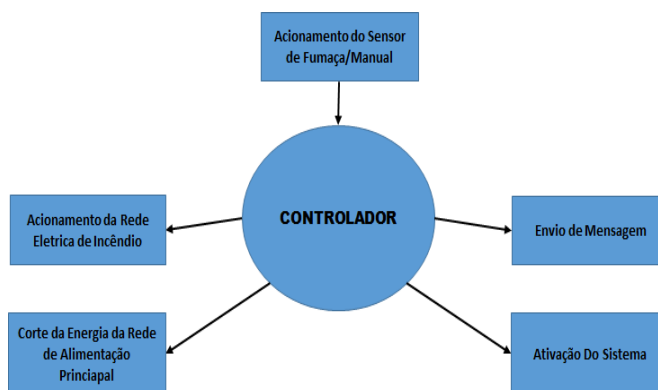 Acionamento do Sensor
de Fumaça/Manual
Acionamento da Rede
Eletrica de Incêndio
CONTROLADOR
Envio de Mensagem
Corte da Energia da Rede
de Alimentação
Princiapal
Ativação Do Sistema